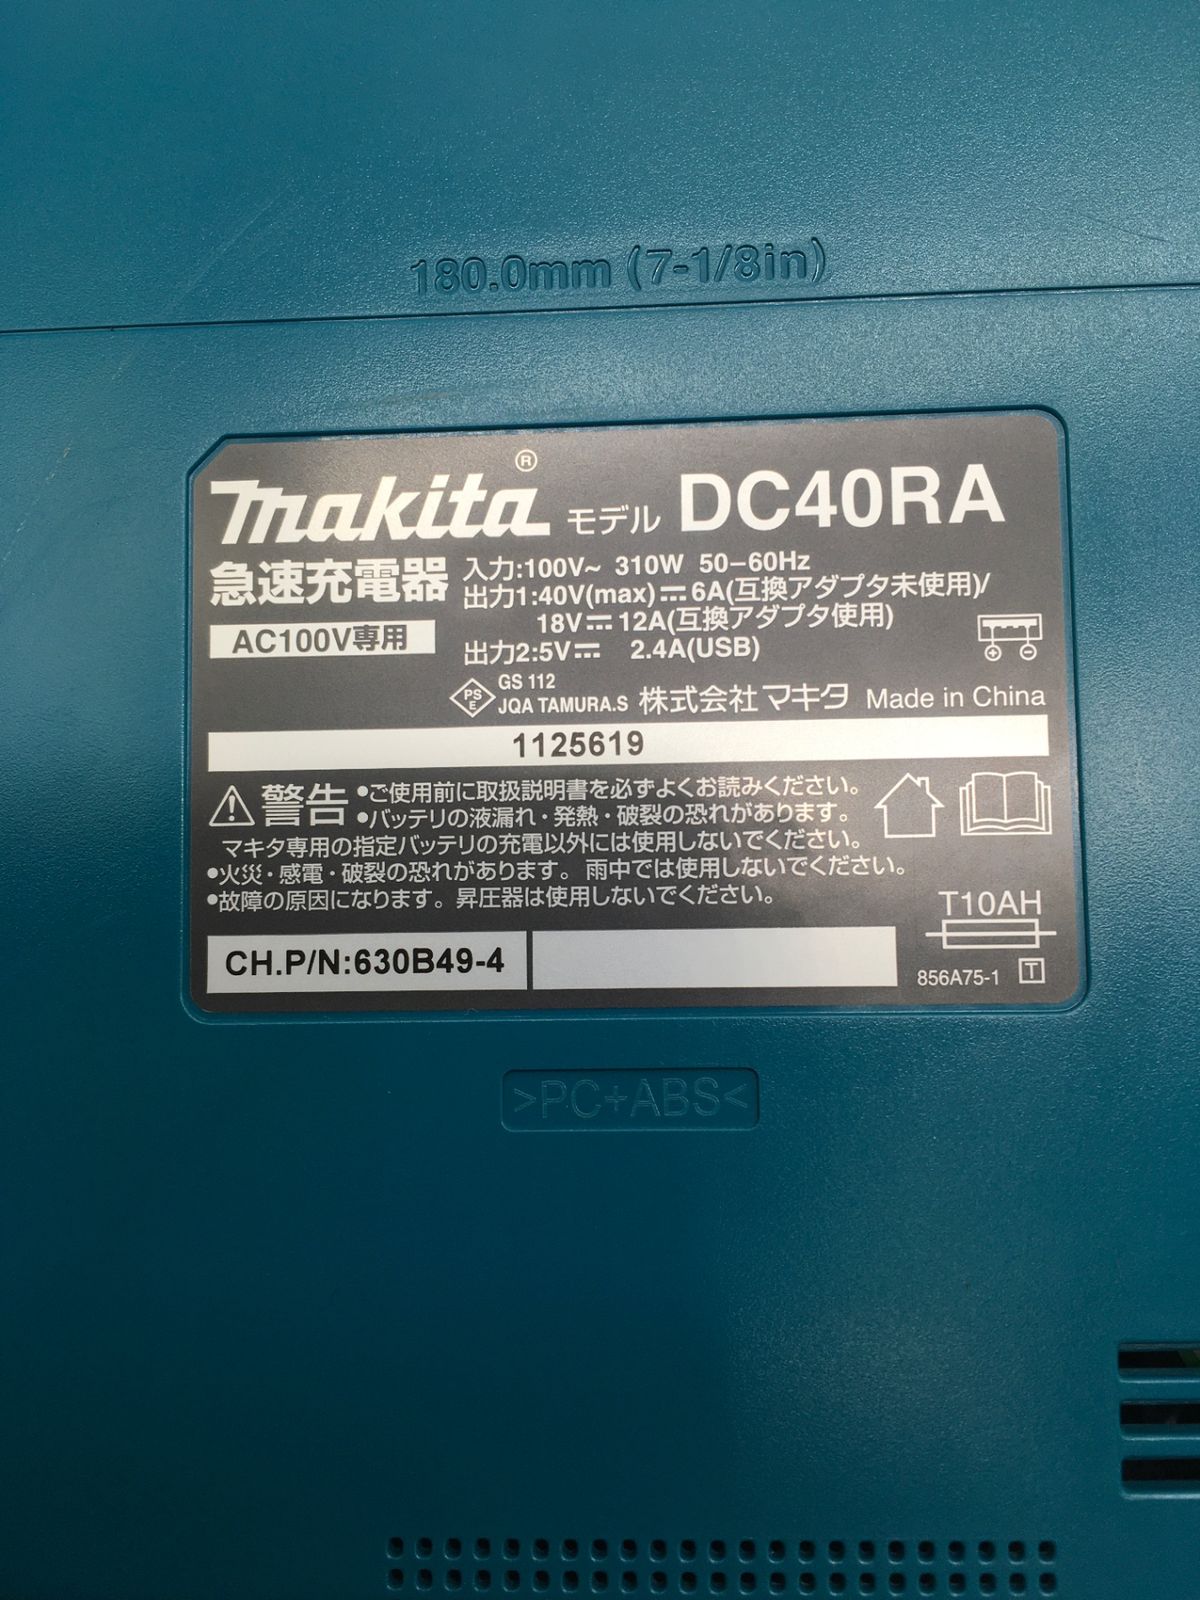 180.0mm (7-1/8in)
makita® モデル DC40RA
急速充電器
AC100V専用
入力:100V~ 310W 50-60Hz
出力1:40V(max)⎓6A(互換アダプタ未使用)/
18V⎓12A(互換アダプタ使用)
出力2:5V⎓ 2.4A(USB)
PS
E
GS 112
JQA TAMURA.S 株式会社マキタ Made in China
1125619
⚠警告 •ご使用前に取扱説明書を必ずよくお読みください。
•バッテリの液漏れ・発熱・破裂の恐れがあります。
マキタ専用の指定バッテリの充電以外には使用しないでください。
•火災・感電・破裂の恐れがあります。雨中では使用しないでください。
•故障の原因になります。昇圧器は使用しないでください。
T10AH
CH.P/N:630B49-4
856A75-1 T
>PC+ABS<